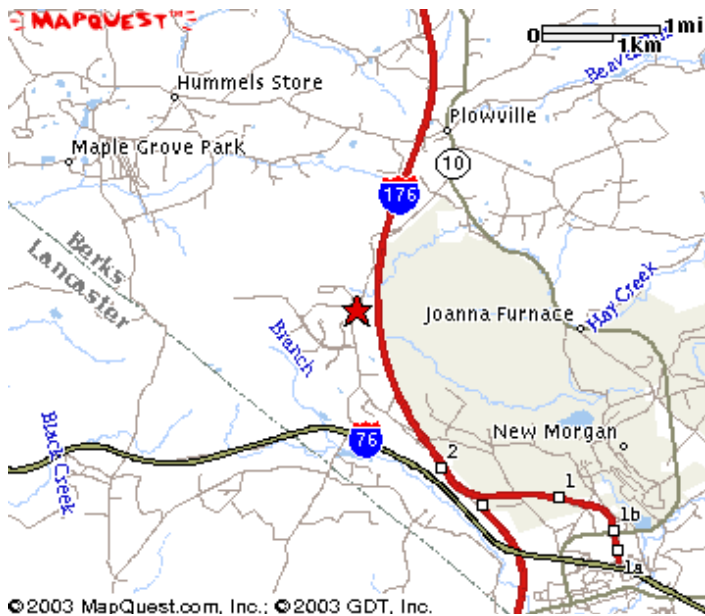 MAPQUEST
TM
0 1mi
1km
Hummels Store
Plowville
Maple Grove Park
10
176
Berks
Lancaster
Joanna Furnace
Hay Creek
Branch
76
Black Creek
New Morgan
2
1
1b
1a
©2003 MapQuest.com, Inc.; ©2003 GDT, Inc.